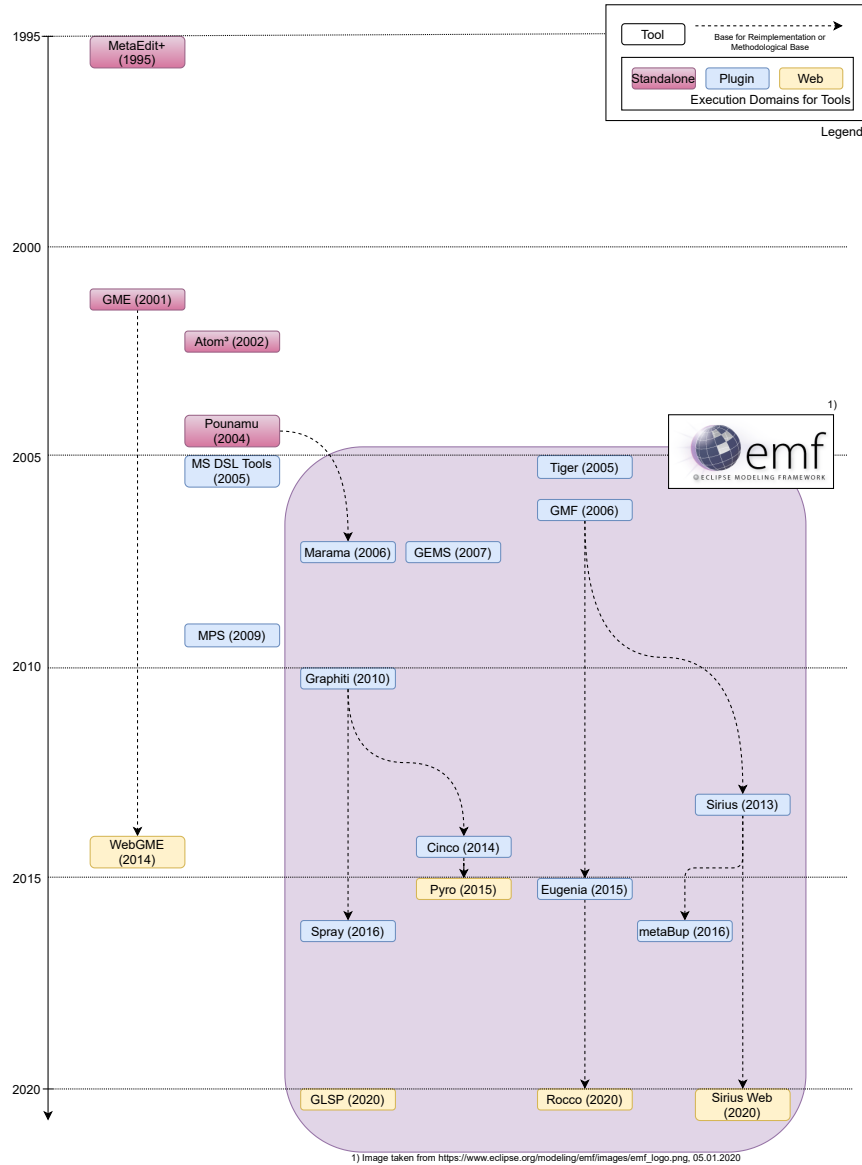 1995
MetaEdit+
(1995)
Tool
Base for Reimplementation or
Methodological Base
Standalone
Plugin
Web
Execution Domains for Tools
Legend
2000
GME (2001)
Atom³ (2002)
Pounamu
(2004)
1)
emf
@ECLIPSE MODELING FRAMEWORK
2005
MS DSL Tools
(2005)
Tiger (2005)
GMF (2006)
Marama (2006)
GEMS (2007)
MPS (2009)
2010
Graphiti (2010)
Sirius (2013)
WebGME
(2014)
Cinco (2014)
2015
Pyro (2015)
Eugenia (2015)
Spray (2016)
metaBup (2016)
2020
GLSP (2020)
Rocco (2020)
Sirius Web
(2020)
1) Image taken from https://www.eclipse.org/modeling/emf/images/emf_logo.png, 05.01.2020